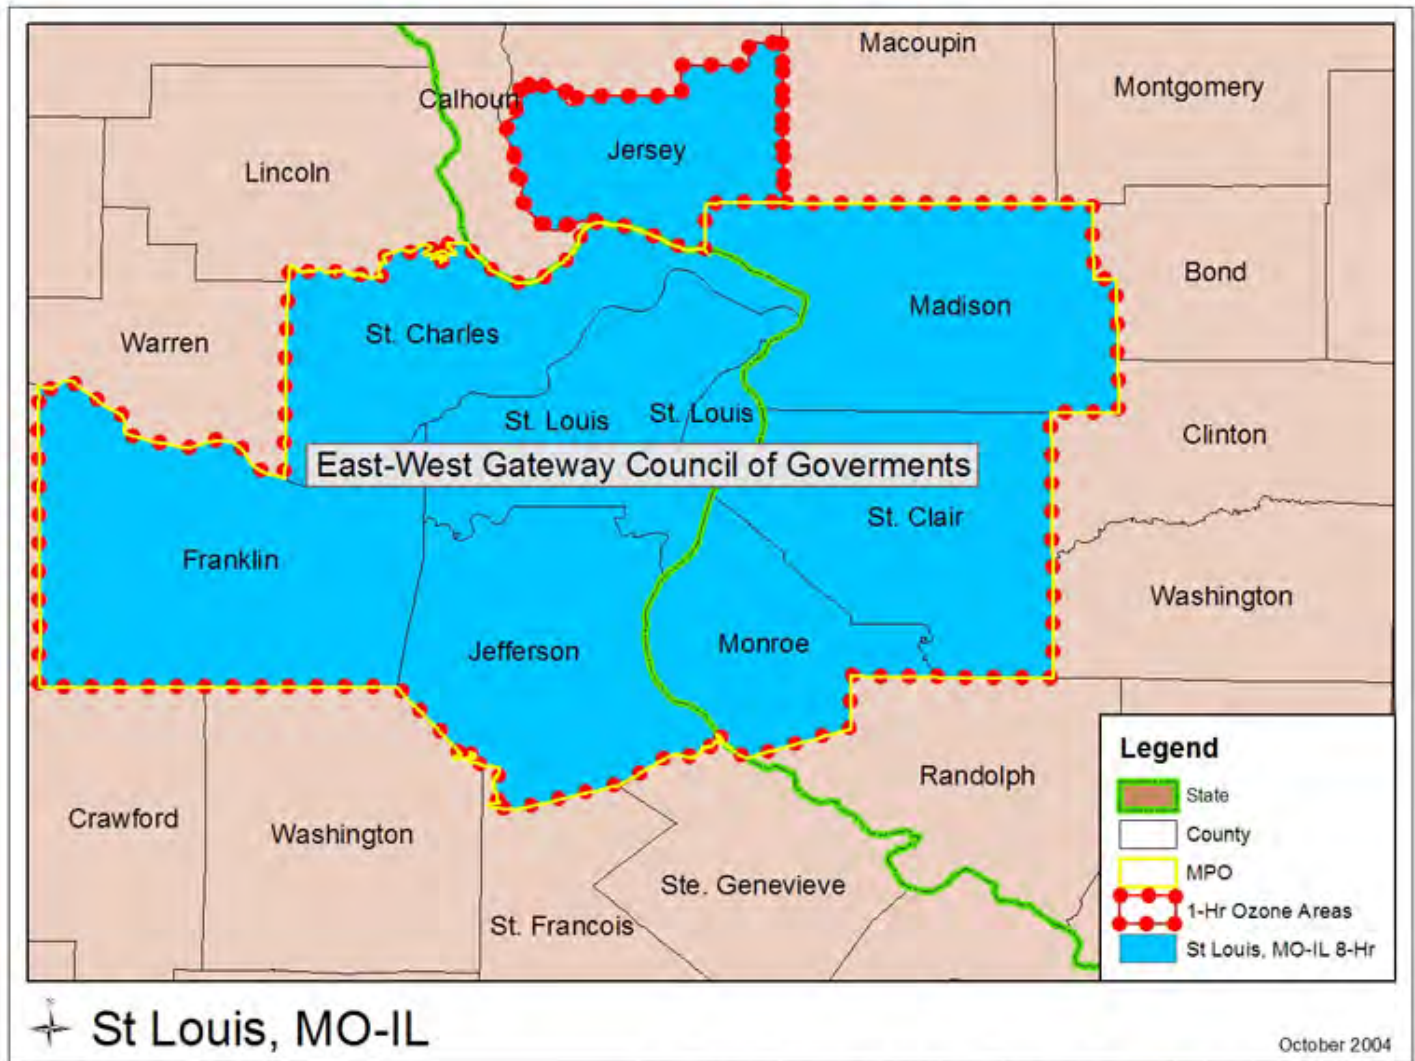 Macoupin
Montgomery
Calhoun
Jersey
Lincoln
Bond
Madison
St. Charles
Warren
St. Louis
St. Louis
Clinton
East-West Gateway Council of Goverments
St. Clair
Franklin
Washington
Jefferson
Monroe
Legend
State
County
MPO
1-Hr Ozone Areas
St Louis, MO-IL 8-Hr
Randolph
Crawford
Washington
Ste. Genevieve
St. Francois
St Louis, MO-IL
October 2004